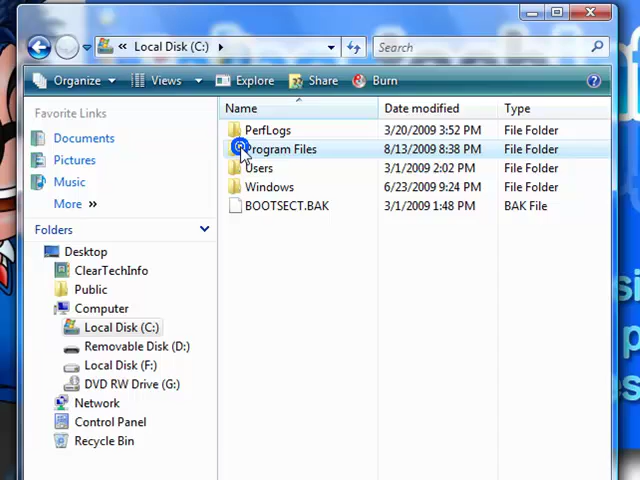 « Local Disk (C:)
Search
Organize Views Explore Share Burn
Favorite Links
Documents
Pictures
Music
More »
Folders
Desktop
ClearTechInfo
Public
Computer
Local Disk (C:)
Removable Disk (D:)
Local Disk (F:)
DVD RW Drive (G:)
Network
Control Panel
Recycle Bin
Name Date modified Type
PerfLogs 3/20/2009 3:52 PM File Folder
Program Files 8/13/2009 8:38 PM File Folder
Users 3/1/2009 2:02 PM File Folder
Windows 6/23/2009 9:24 PM File Folder
BOOTSECT.BAK 3/1/2009 1:48 PM BAK File